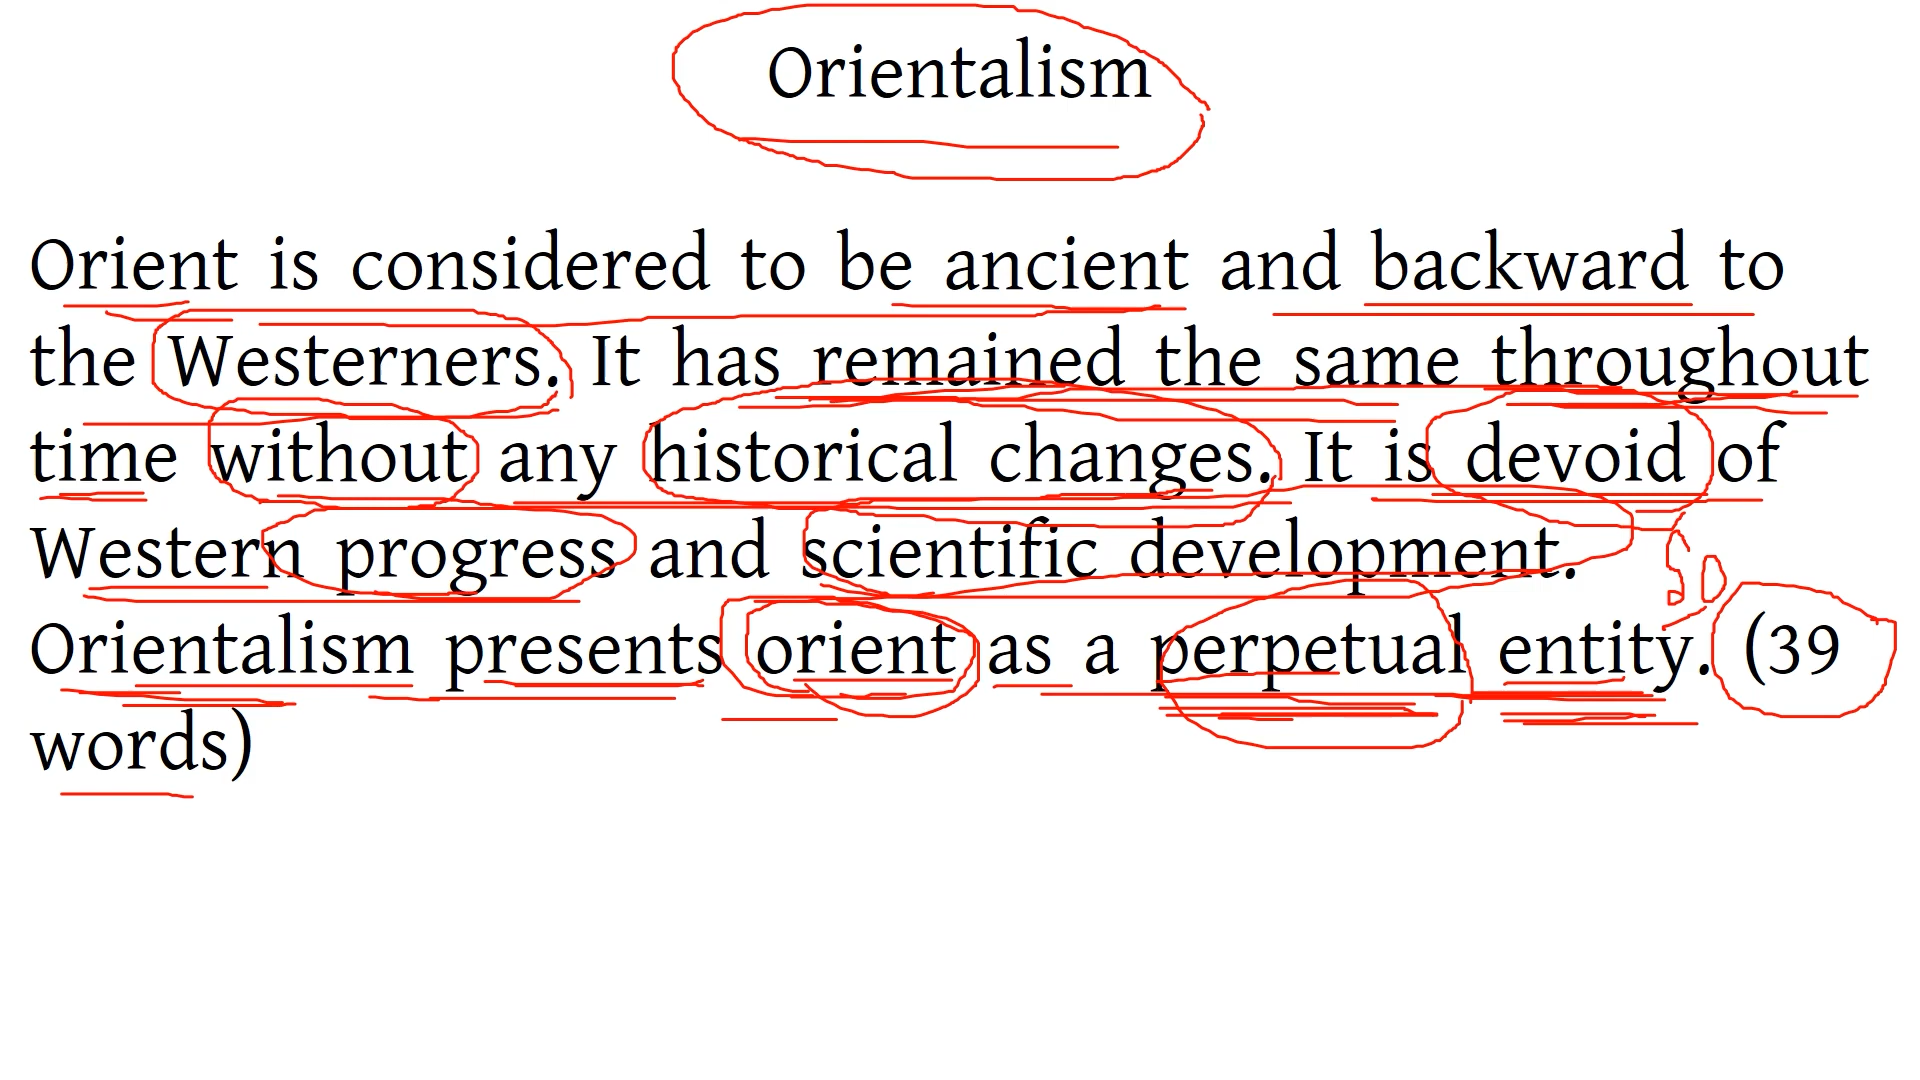 Orientalism
Orient is considered to be ancient and backward to
the Westerners. It has remained the same throughout
time without any historical changes. It is devoid of
Western progress and scientific development.
Orientalism presents orient as a perpetual entity. (39
words)